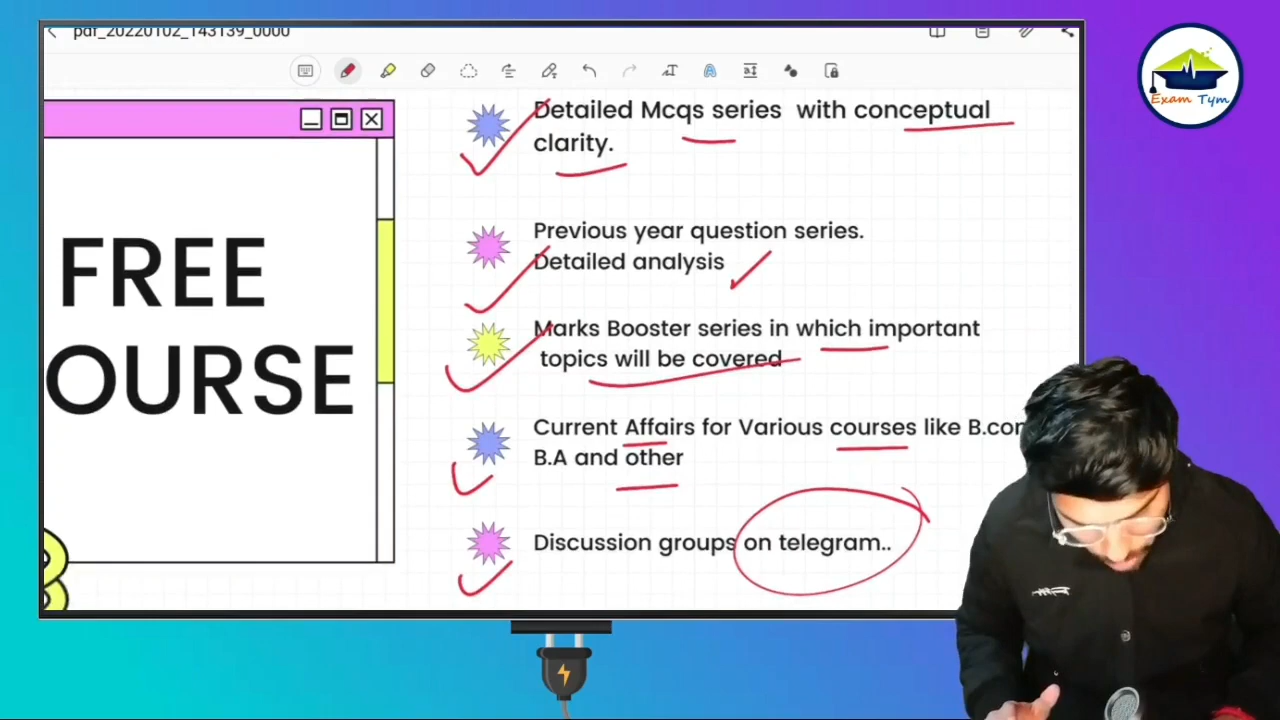 pdf_20220102_143139_0000
Exam Tym
FREE
OURSE
Detailed Mcqs series with conceptual
clarity.
Previous year question series.
Detailed analysis
Marks Booster series in which important
topics will be covered
Current Affairs for Various courses like B.com
B.A and other
Discussion groups on telegram..